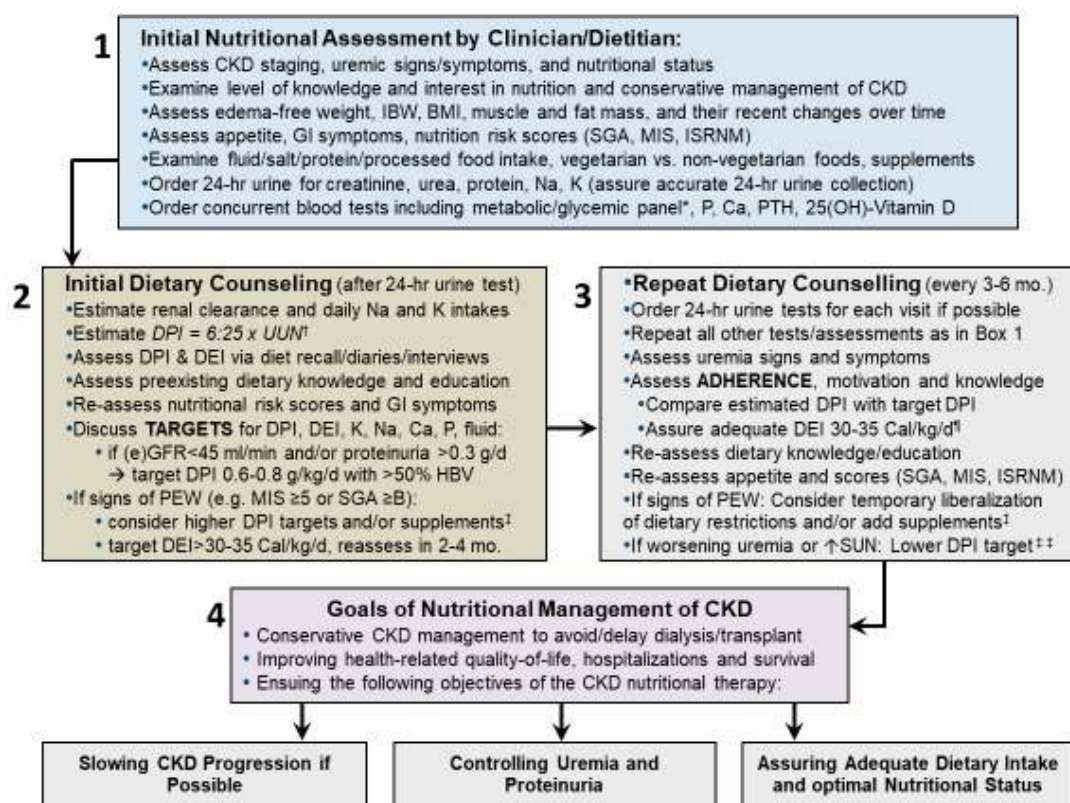 1
Initial Nutritional Assessment by Clinician/Dietitian:
•Assess CKD staging, uremic signs/symptoms, and nutritional status
•Examine level of knowledge and interest in nutrition and conservative management of CKD
•Assess edema-free weight, IBW, BMI, muscle and fat mass, and their recent changes over time
•Assess appetite, GI symptoms, nutrition risk scores (SGA, MIS, ISRNM)
•Examine fluid/salt/protein/processed food intake, vegetarian vs. non-vegetarian foods, supplements
•Order 24-hr urine for creatinine, urea, protein, Na, K (assure accurate 24-hr urine collection)
•Order concurrent blood tests including metabolic/glycemic panel*, P, Ca, PTH, 25(OH)-Vitamin D
2
Initial Dietary Counseling (after 24-hr urine test)
•Estimate renal clearance and daily Na and K intakes
•Estimate DPI = 6:25 x UUN†
•Assess DPI & DEI via diet recall/diaries/interviews
•Assess preexisting dietary knowledge and education
•Re-assess nutritional risk scores and GI symptoms
•Discuss TARGETS for DPI, DEI, K, Na, Ca, P, fluid:
• if (e)GFR<45 ml/min and/or proteinuria >0.3 g/d
→ target DPI 0.6-0.8 g/kg/d with >50% HBV
•If signs of PEW (e.g. MIS ≥5 or SGA ≥B):
• consider higher DPI targets and/or supplements‡
• target DEI>30-35 Cal/kg/d, reassess in 2-4 mo.
3
•Repeat Dietary Counselling (every 3-6 mo.)
•Order 24-hr urine tests for each visit if possible
•Repeat all other tests/assessments as in Box 1
•Assess uremia signs and symptoms
•Assess ADHERENCE, motivation and knowledge
•Compare estimated DPI with target DPI
•Assure adequate DEI 30-35 Cal/kg/d¶
•Re-assess dietary knowledge/education
•Re-assess appetite and scores (SGA, MIS, ISRNM)
•If signs of PEW: Consider temporary liberalization
of dietary restrictions and/or add supplements‡
•If worsening uremia or ↑SUN: Lower DPI target‡‡
4
Goals of Nutritional Management of CKD
• Conservative CKD management to avoid/delay dialysis/transplant
• Improving health-related quality-of-life, hospitalizations and survival
• Ensuing the following objectives of the CKD nutritional therapy:
Slowing CKD Progression if
Possible
Controlling Uremia and
Proteinuria
Assuring Adequate Dietary Intake
and optimal Nutritional Status